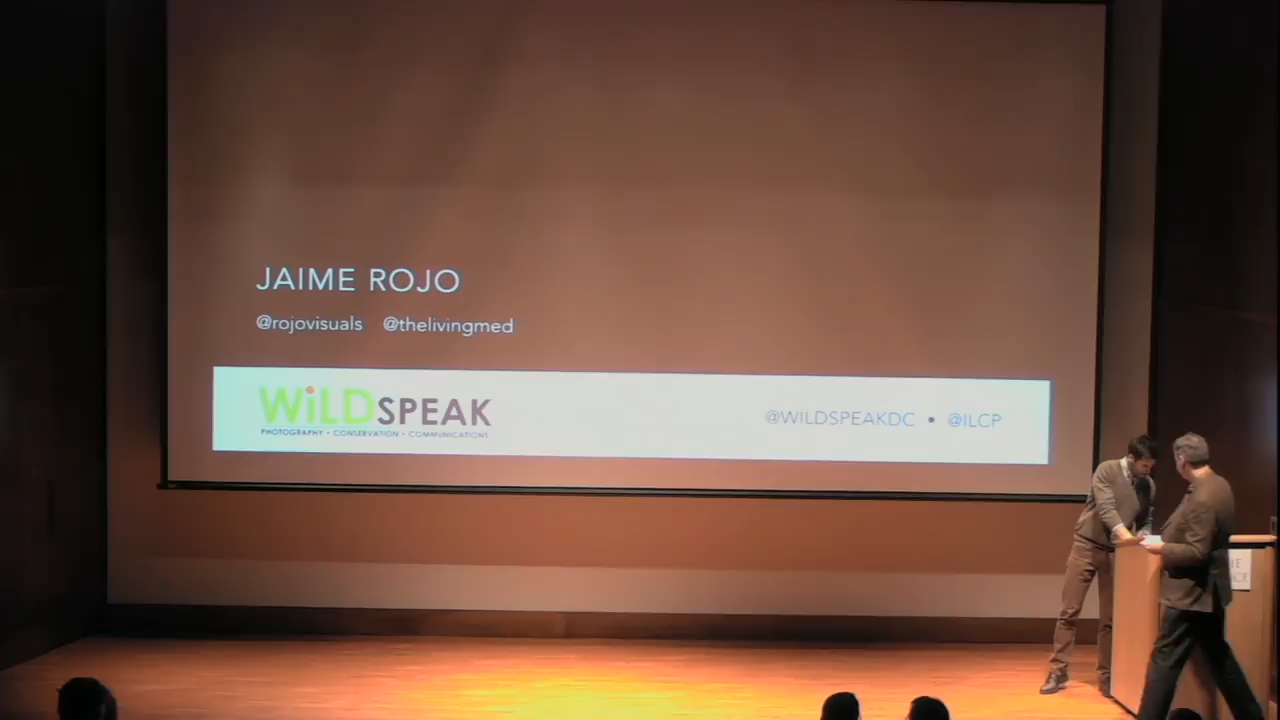 JAIME ROJO
@rojovisuals @thelivingmed
WiLDSPEAK
PHOTOGRAPHY • CONSERVATION • COMMUNICATIONS
@WILDSPEAKDC • @ILCP